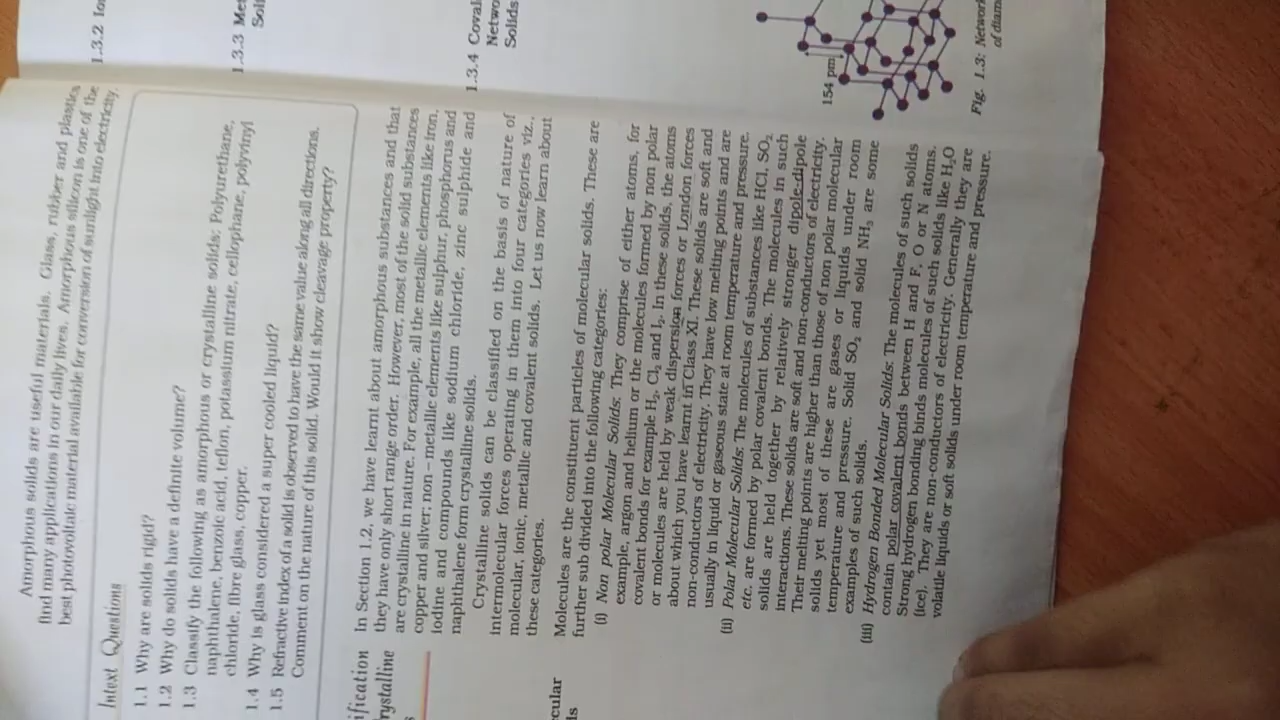 Amorphous solids are useful materials. Glass, rubber and plastics
find many applications in our daily lives. Amorphous silicon is one of the
best photovoltaic material available for conversion of sunlight into electricity.
Intext Questions
1.1 Why are solids rigid?
1.2 Why do solids have a definite volume?
1.3 Classify the following as amorphous or crystalline solids: Polyurethane,
naphthalene, benzoic acid, teflon, potassium nitrate, cellophane, polyvinyl
chloride, fibre glass, copper.
1.4 Why is glass considered a super cooled liquid?
1.5 Refractive index of a solid is observed to have the same value along all directions.
Comment on the nature of this solid. Would it show cleavage property?
ification
rystalline
s
In Section 1.2, we have learnt about amorphous substances and that
they have only short range order. However, most of the solid substances
are crystalline in nature. For example, all the metallic elements like iron,
copper and silver; non – metallic elements like sulphur, phosphorus and
iodine and compounds like sodium chloride, zinc sulphide and
naphthalene form crystalline solids.
Crystalline solids can be classified on the basis of nature of
intermolecular forces operating in them into four categories viz.,
molecular, ionic, metallic and covalent solids. Let us now learn about
these categories.
cular
ds
Molecules are the constituent particles of molecular solids. These are
further sub divided into the following categories:
(i) Non polar Molecular Solids: They comprise of either atoms, for
example, argon and helium or the molecules formed by non polar
covalent bonds for example H₂, Cl₂ and I₂. In these solids, the atoms
or molecules are held by weak dispersion forces or London forces
about which you have learnt in Class XI. These solids are soft and
non-conductors of electricity. They have low melting points and are
usually in liquid or gaseous state at room temperature and pressure.
(ii) Polar Molecular Solids: The molecules of substances like HCl, SO₂,
etc. are formed by polar covalent bonds. The molecules in such
solids are held together by relatively stronger dipole-dipole
interactions. These solids are soft and non-conductors of electricity.
Their melting points are higher than those of non polar molecular
solids yet most of these are gases or liquids under room
temperature and pressure. Solid SO₂ and solid NH₃ are some
examples of such solids.
(iii) Hydrogen Bonded Molecular Solids: The molecules of such solids
contain polar covalent bonds between H and F, O or N atoms.
Strong hydrogen bonding binds molecules of such solids like H₂O
(ice). They are non-conductors of electricity. Generally they are
volatile liquids or soft solids under room temperature and pressure.
1.3.2 Io
1.3.3 Met
Soli
1.3.4 Coval
Netwo
Solids
154 pm
Fig. 1.3: Network
of diam